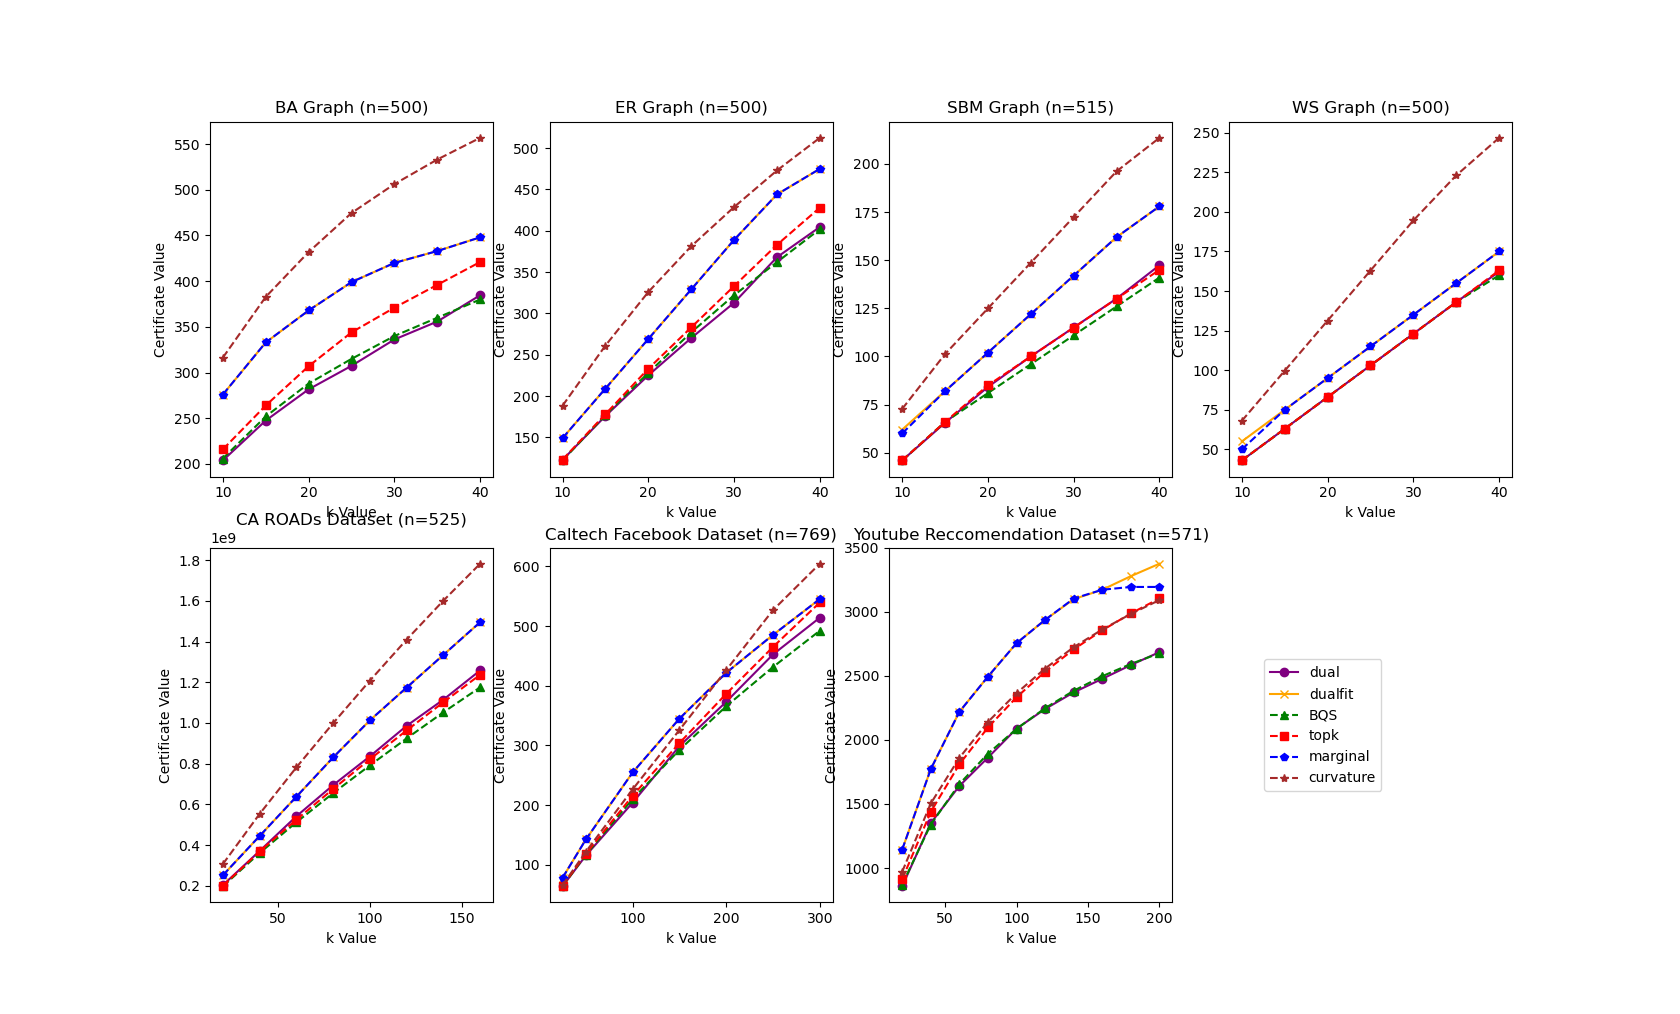 BA Graph (n=500)
ER Graph (n=500)
SBM Graph (n=515)
WS Graph (n=500)
Certificate Value
550
500
450
400
350
300
250
200
10
20
30
40
k Value
Certificate Value
500
450
400
350
300
250
200
150
10
20
30
40
k Value
Certificate Value
200
175
150
125
100
75
50
10
20
30
40
k Value
Certificate Value
250
225
200
175
150
125
100
75
50
10
20
30
40
k Value
CA ROADs Dataset (n=525)
Caltech Facebook Dataset (n=769)
Youtube Reccomendation Dataset (n=571)
1e9
Certificate Value
1.8
1.6
1.4
1.2
1.0
0.8
0.6
0.4
0.2
50
100
150
k Value
Certificate Value
600
500
400
300
200
100
100
200
300
k Value
Certificate Value
3500
3000
2500
2000
1500
1000
50
100
150
200
k Value
dual
dualfit
BQS
topk
marginal
curvature